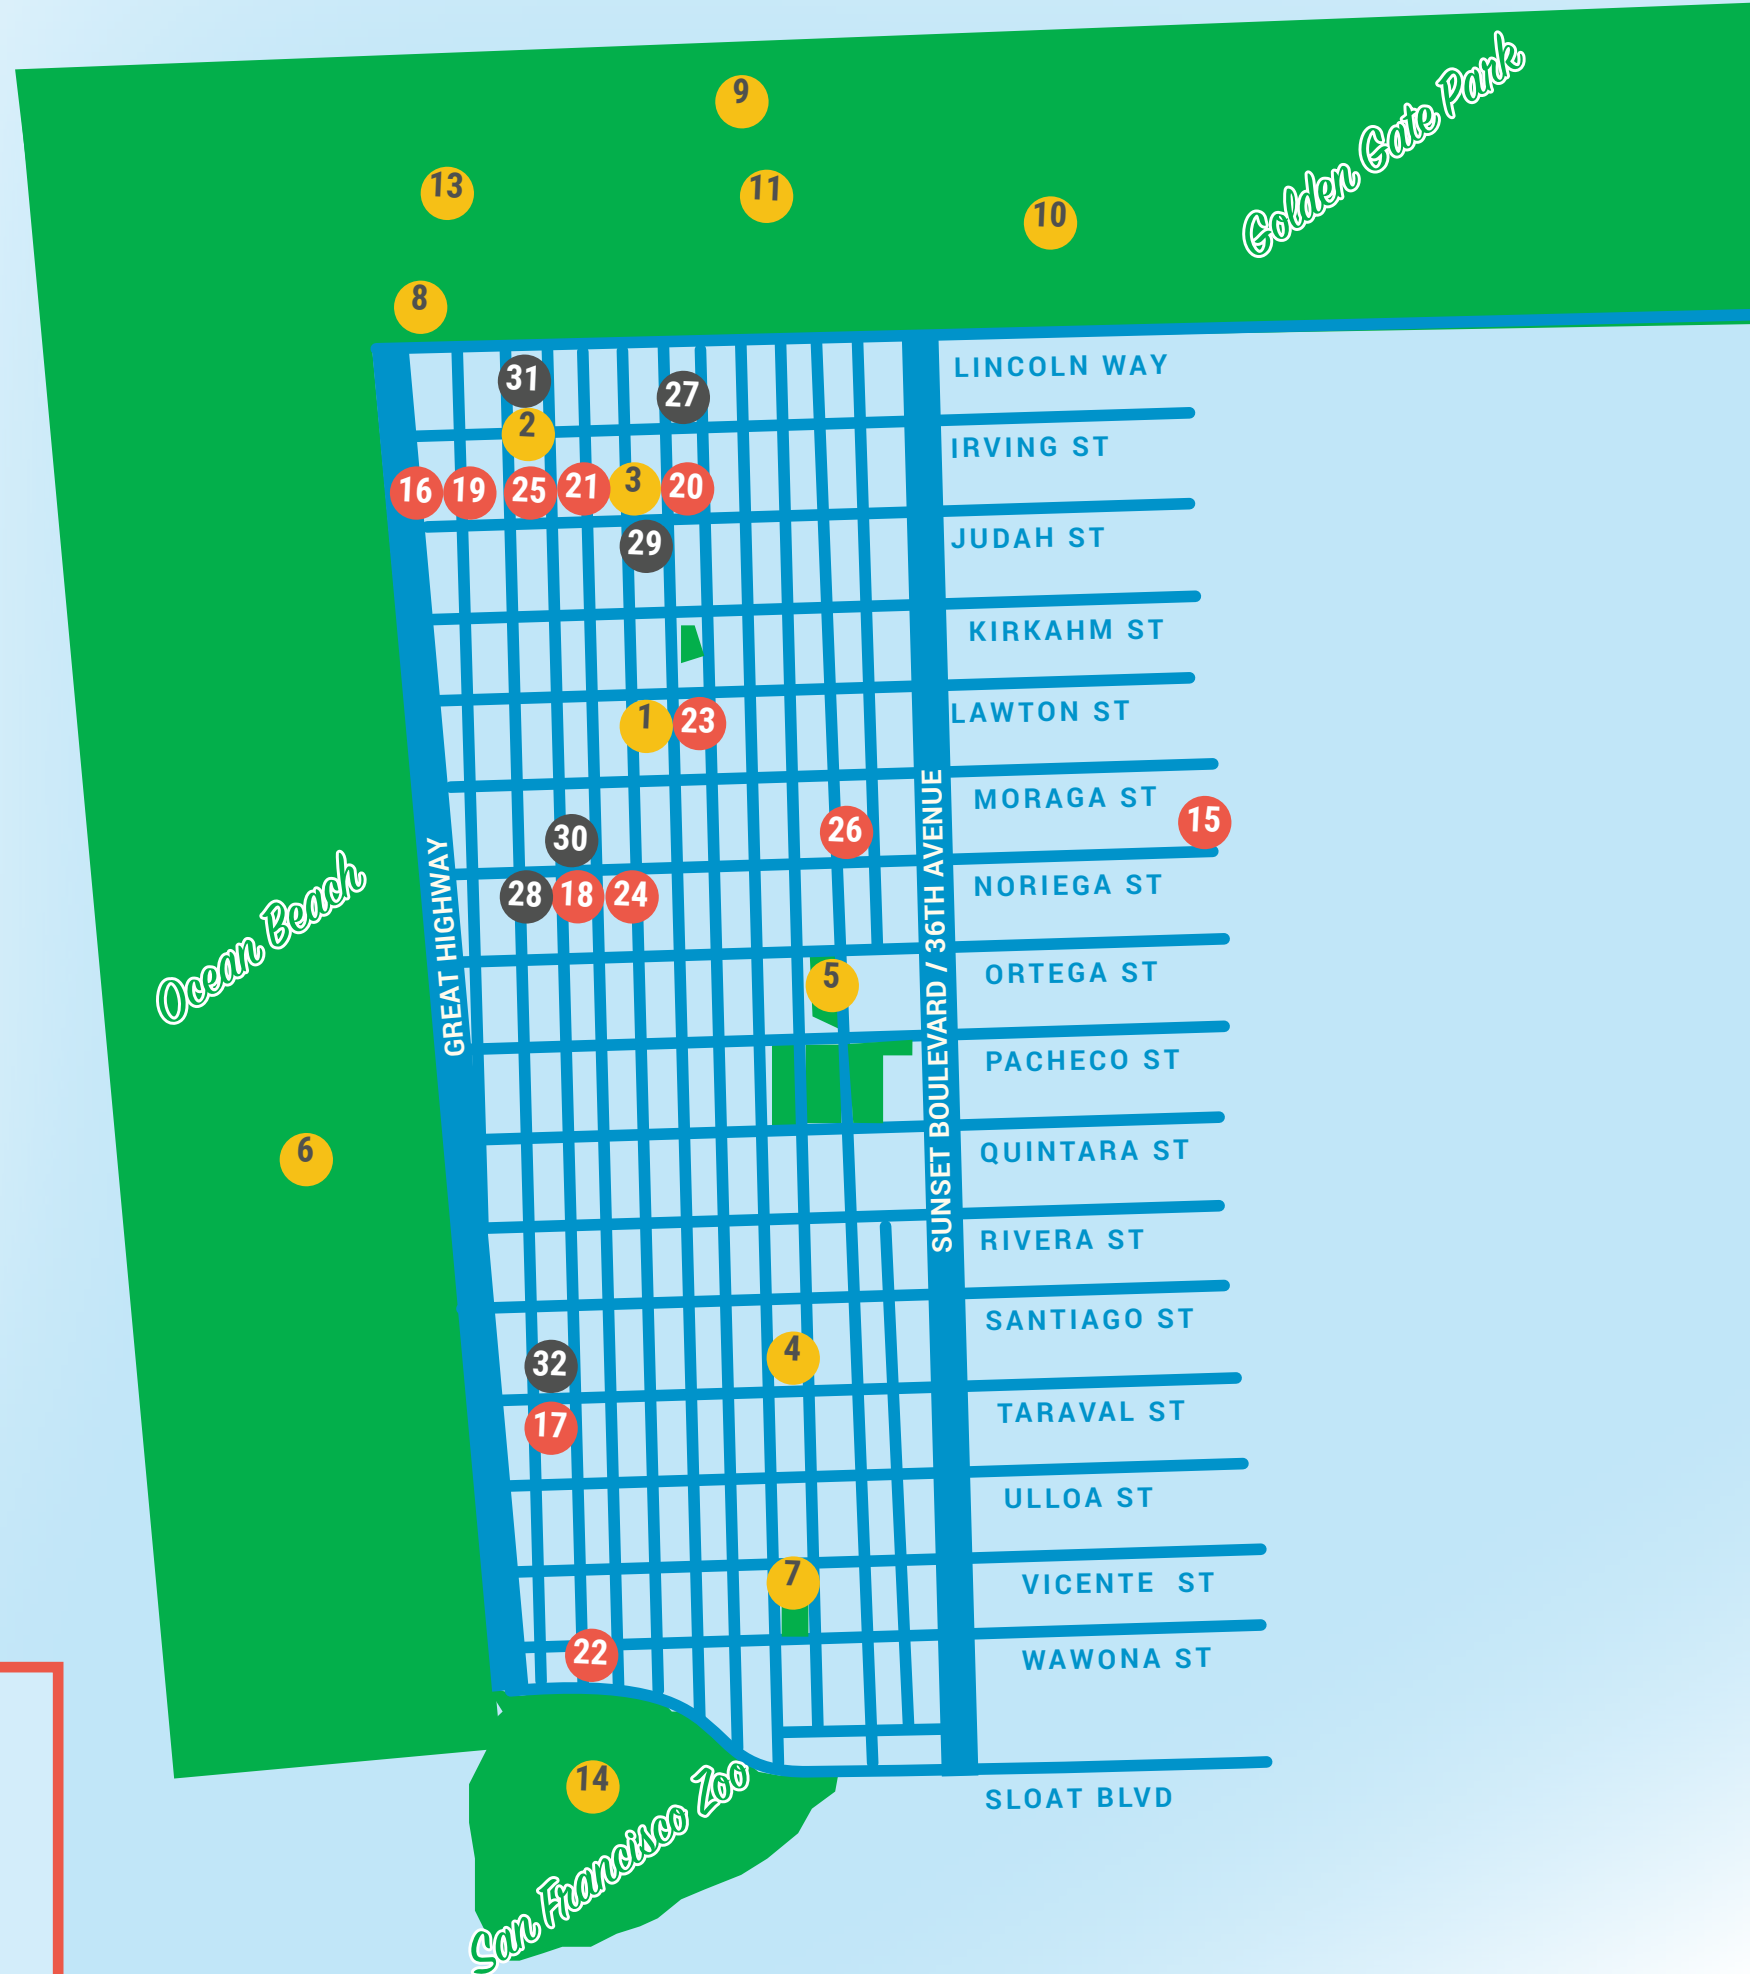 9
Golden Gate Park
13
11
10
8
LINCOLN WAY
31
27
2
IRVING ST
16
19
25
21
3
20
JUDAH ST
29
KIRKAHM ST
LAWTON ST
1
23
MORAGA ST
30
26
15
NORIEGA ST
28
18
24
GREAT HIGHWAY
SUNSET BOULEVARD / 36TH AVENUE
Ocean Beach
ORTEGA ST
5
PACHECO ST
6
QUINTARA ST
RIVERA ST
SANTIAGO ST
32
4
TARAVAL ST
17
ULLOA ST
7
VICENTE ST
22
WAWONA ST
14
San Francisco Zoo
SLOAT BLVD